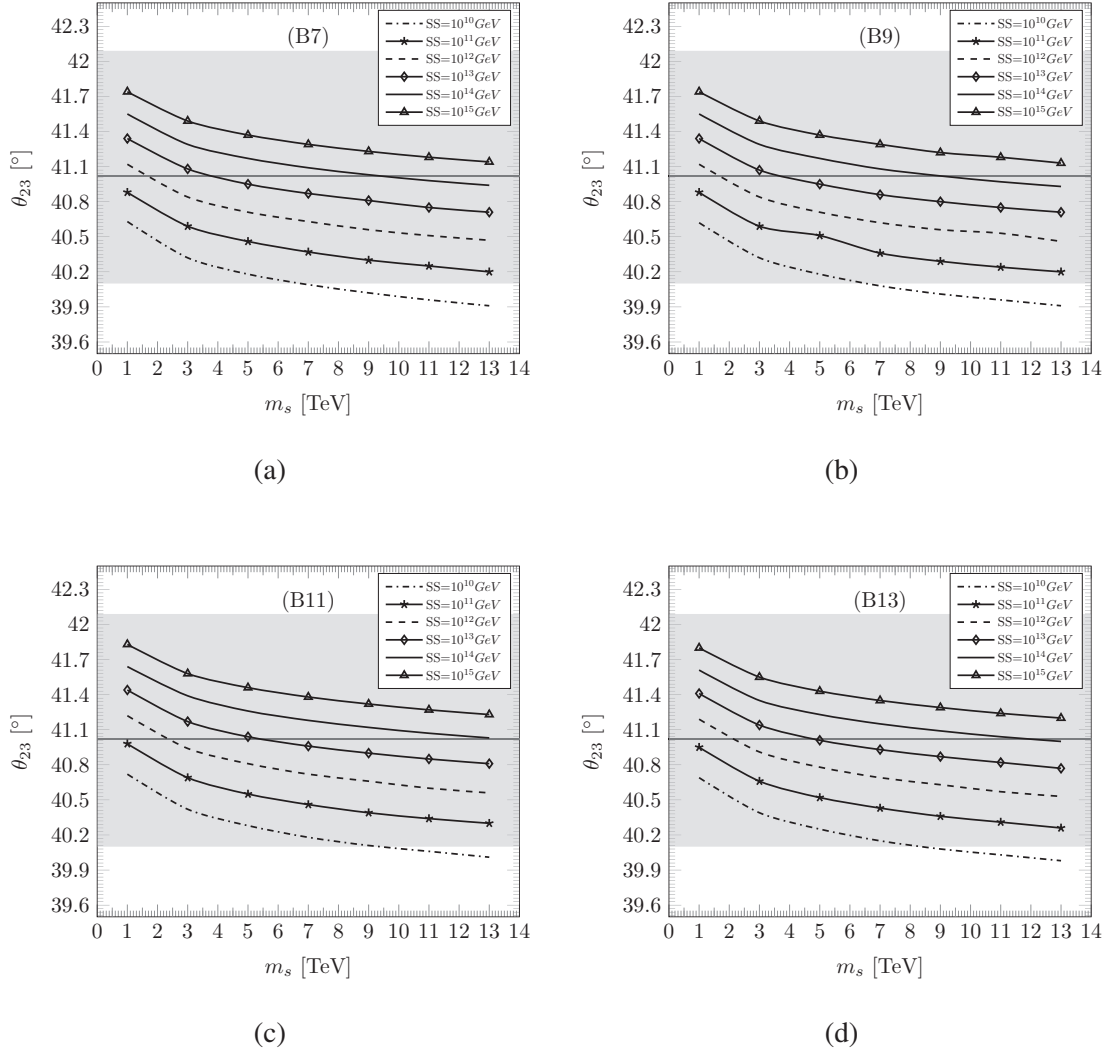 (B7)
SS=10^10 GeV
SS=10^11 GeV
SS=10^12 GeV
SS=10^13 GeV
SS=10^14 GeV
SS=10^15 GeV
42.3
42
41.7
41.4
41.1
40.8
40.5
40.2
39.9
39.6
θ23 [°]
0 1 2 3 4 5 6 7 8 9 10 11 12 13 14
ms [TeV]
(a)
(B9)
SS=10^10 GeV
SS=10^11 GeV
SS=10^12 GeV
SS=10^13 GeV
SS=10^14 GeV
SS=10^15 GeV
42.3
42
41.7
41.4
41.1
40.8
40.5
40.2
39.9
39.6
θ23 [°]
0 1 2 3 4 5 6 7 8 9 10 11 12 13 14
ms [TeV]
(b)
(B11)
SS=10^10 GeV
SS=10^11 GeV
SS=10^12 GeV
SS=10^13 GeV
SS=10^14 GeV
SS=10^15 GeV
42.3
42
41.7
41.4
41.1
40.8
40.5
40.2
39.9
39.6
θ23 [°]
0 1 2 3 4 5 6 7 8 9 10 11 12 13 14
ms [TeV]
(c)
(B13)
SS=10^10 GeV
SS=10^11 GeV
SS=10^12 GeV
SS=10^13 GeV
SS=10^14 GeV
SS=10^15 GeV
42.3
42
41.7
41.4
41.1
40.8
40.5
40.2
39.9
39.6
θ23 [°]
0 1 2 3 4 5 6 7 8 9 10 11 12 13 14
ms [TeV]
(d)